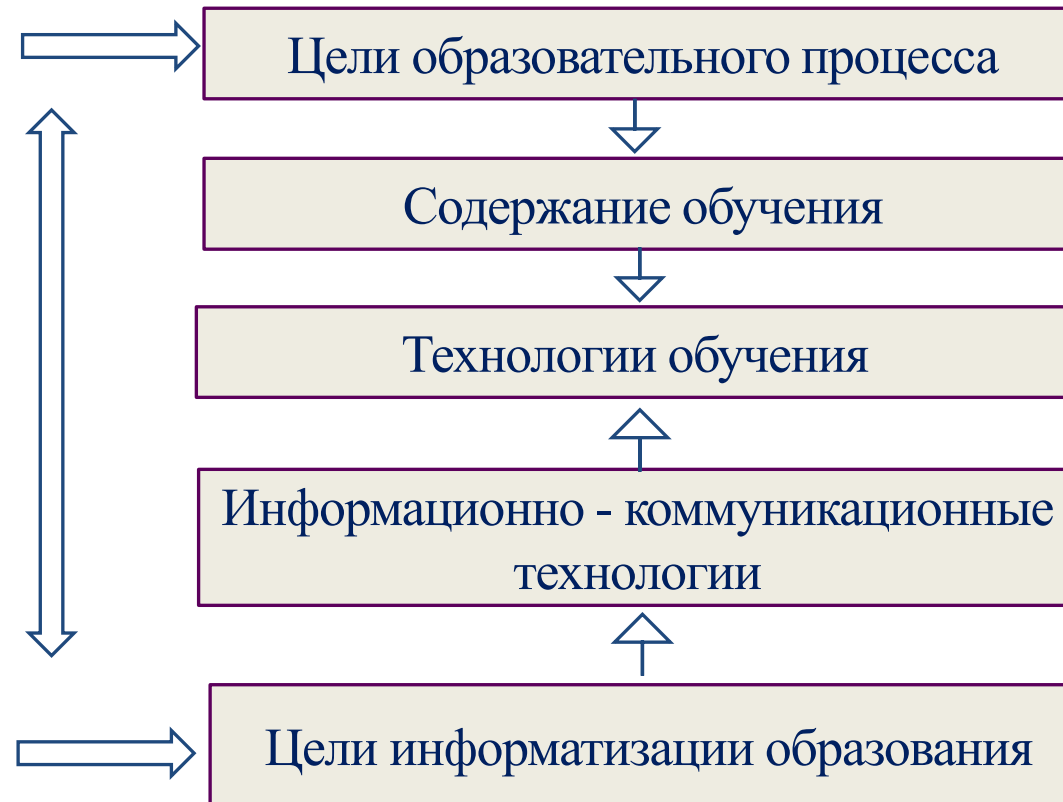 Цели образовательного процесса
Содержание обучения
Технологии обучения
Информационно - коммуникационные
технологии
Цели информатизации образования